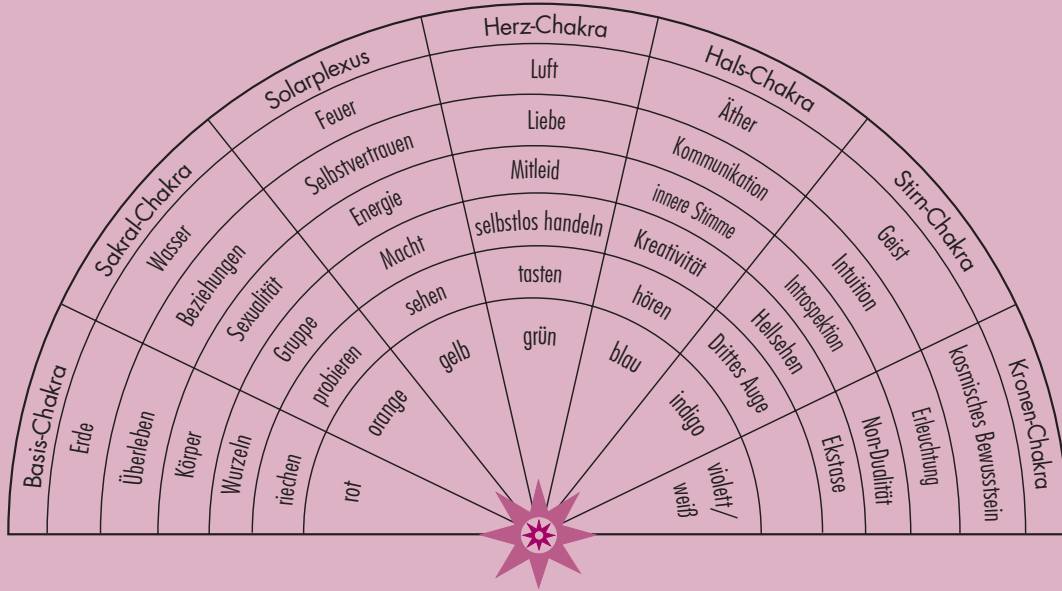 Basis-Chakra
Erde
Überleben
Körper
Wurzeln
riechen
rot
Sakral-Chakra
Wasser
Beziehungen
Sexualität
Gruppe
probieren
orange
Solarplexus
Feuer
Selbstvertrauen
Energie
Macht
sehen
gelb
Herz-Chakra
Luft
Liebe
Mitleid
selbstlos handeln
tasten
grün
Hals-Chakra
Äther
Kommunikation
innere Stimme
Kreativität
hören
blau
Stirn-Chakra
Geist
Intuition
Introspektion
Hellsehen
Drittes Auge
indigo
Kronen-Chakra
kosmisches Bewusstsein
Erleuchtung
Non-Dualität
Ekstase
violett/
weiß